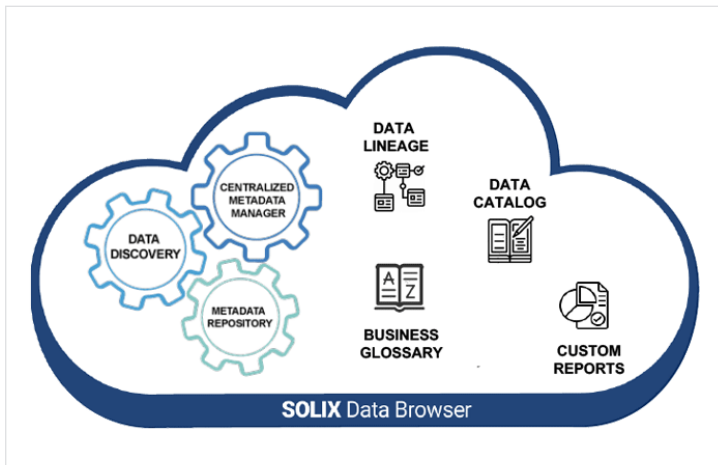 DATA
LINEAGE
CENTRALIZED
METADATA
MANAGER
DATA
CATALOG
DATA
DISCOVERY
METADATA
REPOSITORY
A
Z
BUSINESS
GLOSSARY
CUSTOM
REPORTS
SOLIX Data Browser